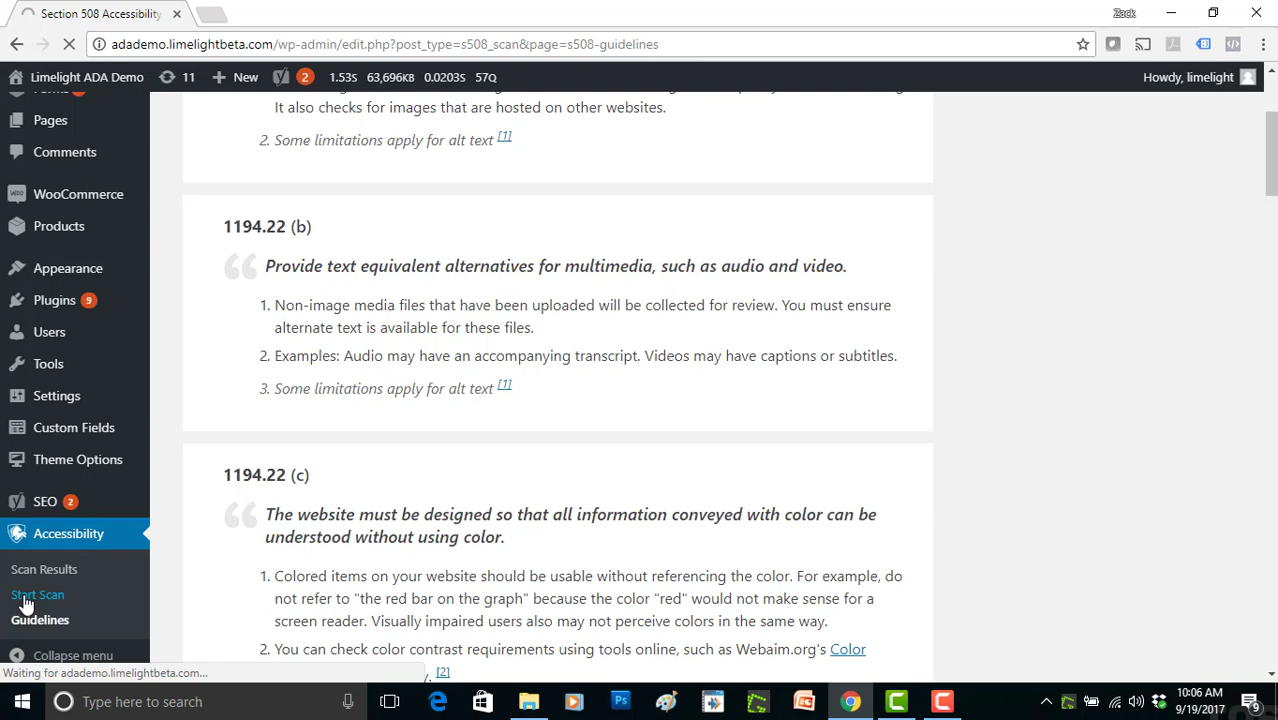 Section 508 Accessibility
Zack
adademo.limelightbeta.com/wp-admin/edit.php?post_type=s508_scan&page=s508-guidelines
Limelight ADA Demo 11 New 2 1.53S 63,696KB 0.0203S 57Q Howdy, limelight
Pages
Comments
WooCommerce
Products
Appearance
Plugins 9
Users
Tools
Settings
Custom Fields
Theme Options
SEO 2
Accessibility
Scan Results
Start Scan
Guidelines
Collapse menu
Waiting for adademo.limelightbeta.com...
It also checks for images that are hosted on other websites.
2. Some limitations apply for alt text [1]
1194.22 (b)
Provide text equivalent alternatives for multimedia, such as audio and video.
1. Non-image media files that have been uploaded will be collected for review. You must ensure
alternate text is available for these files.
2. Examples: Audio may have an accompanying transcript. Videos may have captions or subtitles.
3. Some limitations apply for alt text [1]
1194.22 (c)
The website must be designed so that all information conveyed with color can be
understood without using color.
1. Colored items on your website should be usable without referencing the color. For example, do
not refer to "the red bar on the graph" because the color "red" would not make sense for a
screen reader. Visually impaired users also may not perceive colors in the same way.
2. You can check color contrast requirements using tools online, such as Webaim.org's Color
[2]
Type here to search
10:06 AM
9/19/2017